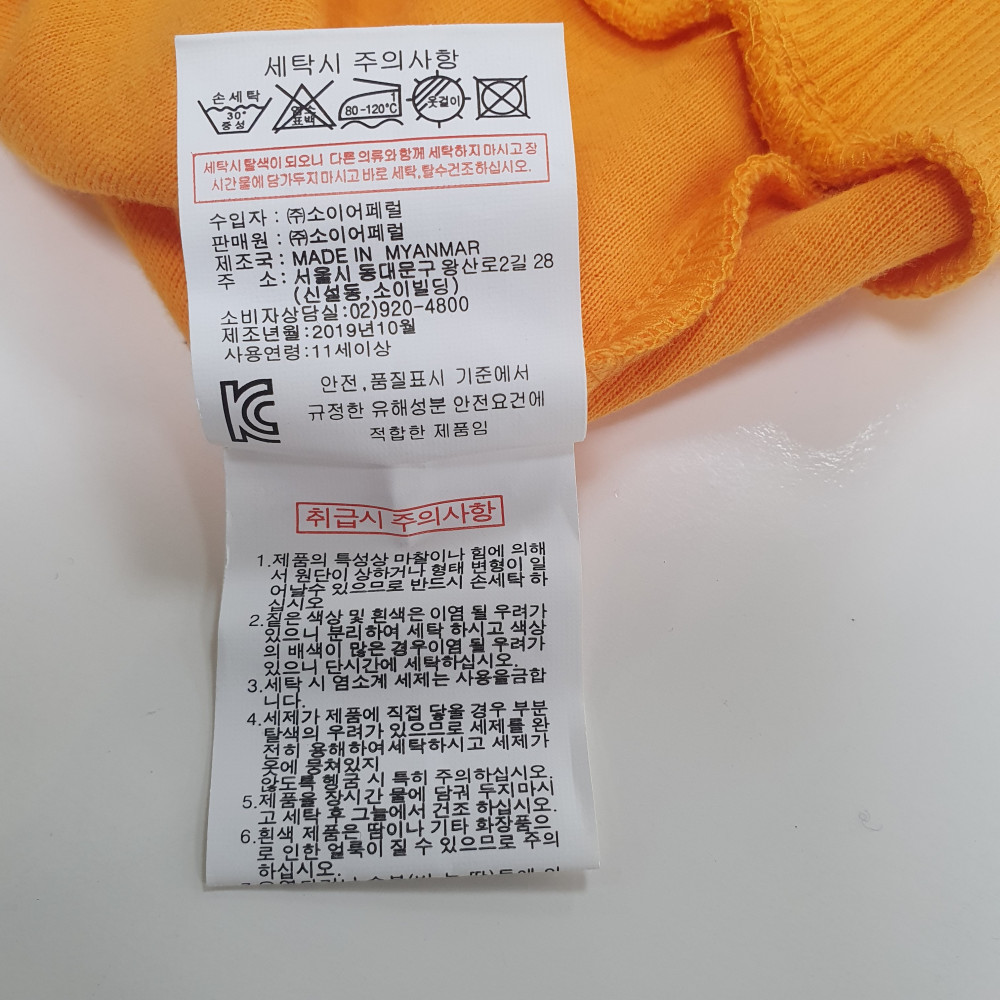 세탁시 주의사항
손세탁
30°
중성
염소
표백
1
80-120℃
옷걸이
세탁시 탈색이 되오니 다른 의류와 함께 세탁하지 마시고 장
시간 물에 담가두지 마시고 바로 세탁,탈수건조 하십시오.
수입자 : ㈜소이어페럴
판매원 : ㈜소이어페럴
제조국 : MADE IN MYANMAR
주 소 : 서울시 동대문구 왕산로2길 28
(신설동,소이빌딩)
소비자상담실:02)920-4800
제조년월:2019년10월
사용연령:11세이상
안전,품질표시 기준에서
규정한 유해성분 안전요건에
적합한 제품임
취급시 주의사항
1.제품의 특성상 마찰이나 힘에 의해
서 원단이 상하거나 형태 변형이 일
어날수 있으므로 반드시 손세탁 하
십시오
2.짙은 색상 및 흰색은 이염 될 우려가
있으니 분리하여 세탁 하시고 색상
의 배색이 많은 경우이염 될 우려가
있으니 단시간에 세탁하십시오.
3.세탁 시 염소계 세제는 사용을금합
니다.
4.세제가 제품에 직접 닿을 경우 부분
탈색의 우려가 있으므로 세제를 완
전히 용해하여세탁하시고 세제가
옷에 뭉쳐있지
않도록 헹굼 시 특히 주의하십시오.
5.제품을 장시간 물에 담궈 두지마시
고 세탁 후 그늘에서 건조 하십시오.
6.흰색 제품은 땀이나 기타 화장품으
로 인한 얼룩이 질 수 있으므로 주의
하십시오.